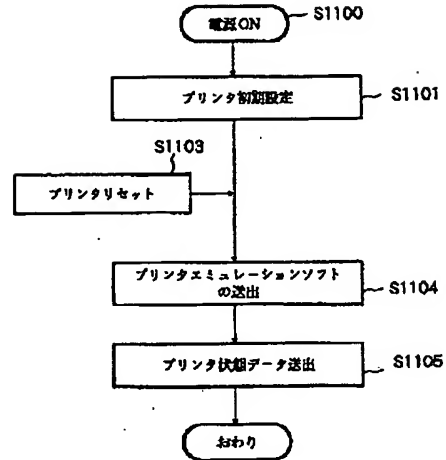 電源ON
S1100
プリンタ初期設定
S1101
S1103
プリンタリセット
プリンタエミュレーションソフト
の送出
S1104
プリンタ状態データ送出
S1105
おわり